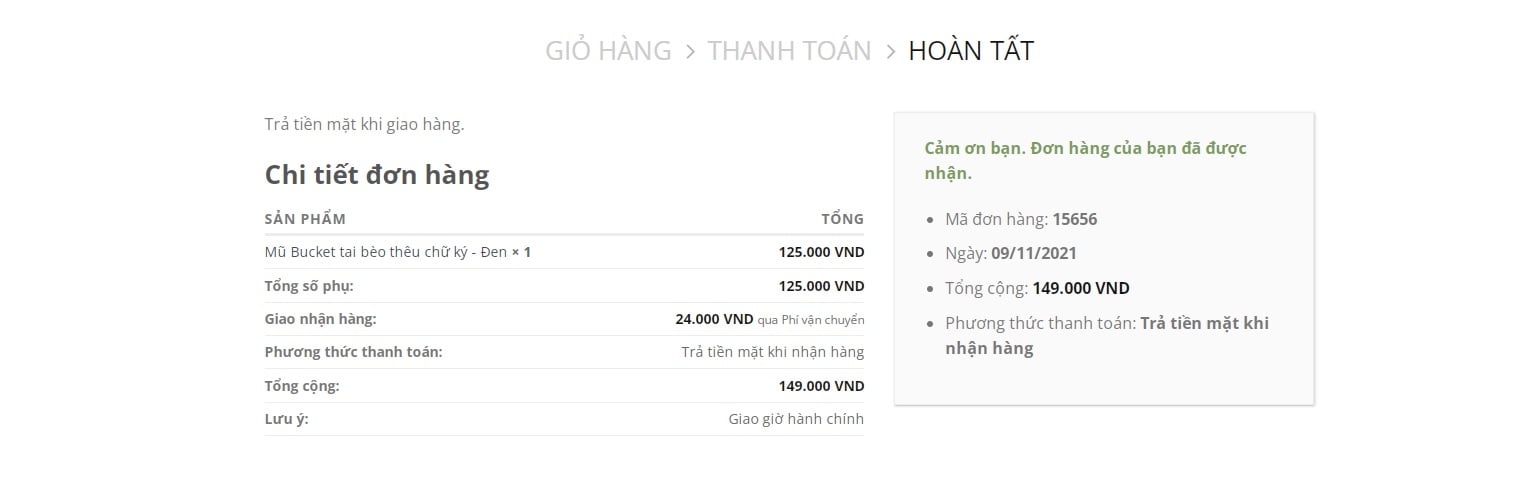 GIỎ HÀNG > THANH TOÁN > HOÀN TẤT
Trả tiền mặt khi giao hàng.
Chi tiết đơn hàng
SẢN PHẨM TỔNG
Mũ Bucket tai bèo thêu chữ ký - Đen × 1 125.000 VND
Tổng số phụ: 125.000 VND
Giao nhận hàng: 24.000 VND qua Phí vận chuyển
Phương thức thanh toán: Trả tiền mặt khi nhận hàng
Tổng cộng: 149.000 VND
Lưu ý: Giao giờ hành chính
Cảm ơn bạn. Đơn hàng của bạn đã được
nhận.
• Mã đơn hàng: 15656
• Ngày: 09/11/2021
• Tổng cộng: 149.000 VND
• Phương thức thanh toán: Trả tiền mặt khi
nhận hàng